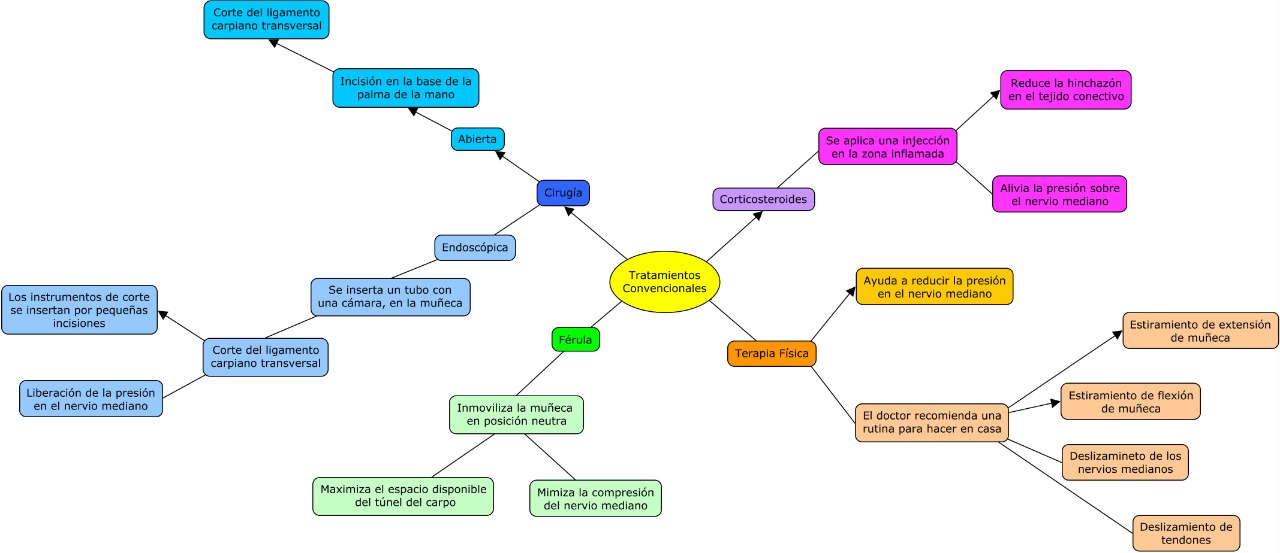 Corte del ligamento
carpiano transversal
Incisión en la base de la
palma de la mano
Abierta
Cirugía
Endoscópica
Se inserta un tubo con
una cámara, en la muñeca
Los instrumentos de corte
se insertan por pequeñas
incisiones
Corte del ligamento
carpiano transversal
Liberación de la presión
en el nervio mediano
Tratamientos
Convencionales
Férula
Inmoviliza la muñeca
en posición neutra
Maximiza el espacio disponible
del túnel del carpo
Mimiza la compresión
del nervio mediano
Corticosteroides
Se aplica una injección
en la zona inflamada
Reduce la hinchazón
en el tejido conectivo
Alivia la presión sobre
el nervio mediano
Terapia Física
Ayuda a reducir la presión
en el nervio mediano
El doctor recomienda una
rutina para hacer en casa
Estiramiento de extensión
de muñeca
Estiramiento de flexión
de muñeca
Deslizamineto de los
nervios medianos
Deslizamiento de
tendones